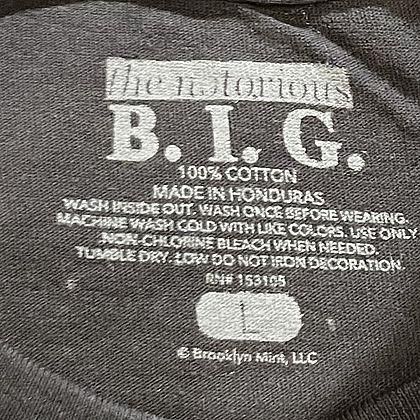 the notorious
B. I. G.
100% COTTON
MADE IN HONDURAS
WASH INSIDE OUT. WASH ONCE BEFORE WEARING.
MACHINE WASH COLD WITH LIKE COLORS. USE ONLY
NON-CHLORINE BLEACH WHEN NEEDED.
TUMBLE DRY. LOW DO NOT IRON DECORATION.
RN# 153105
L
© Brooklyn Mint, LLC